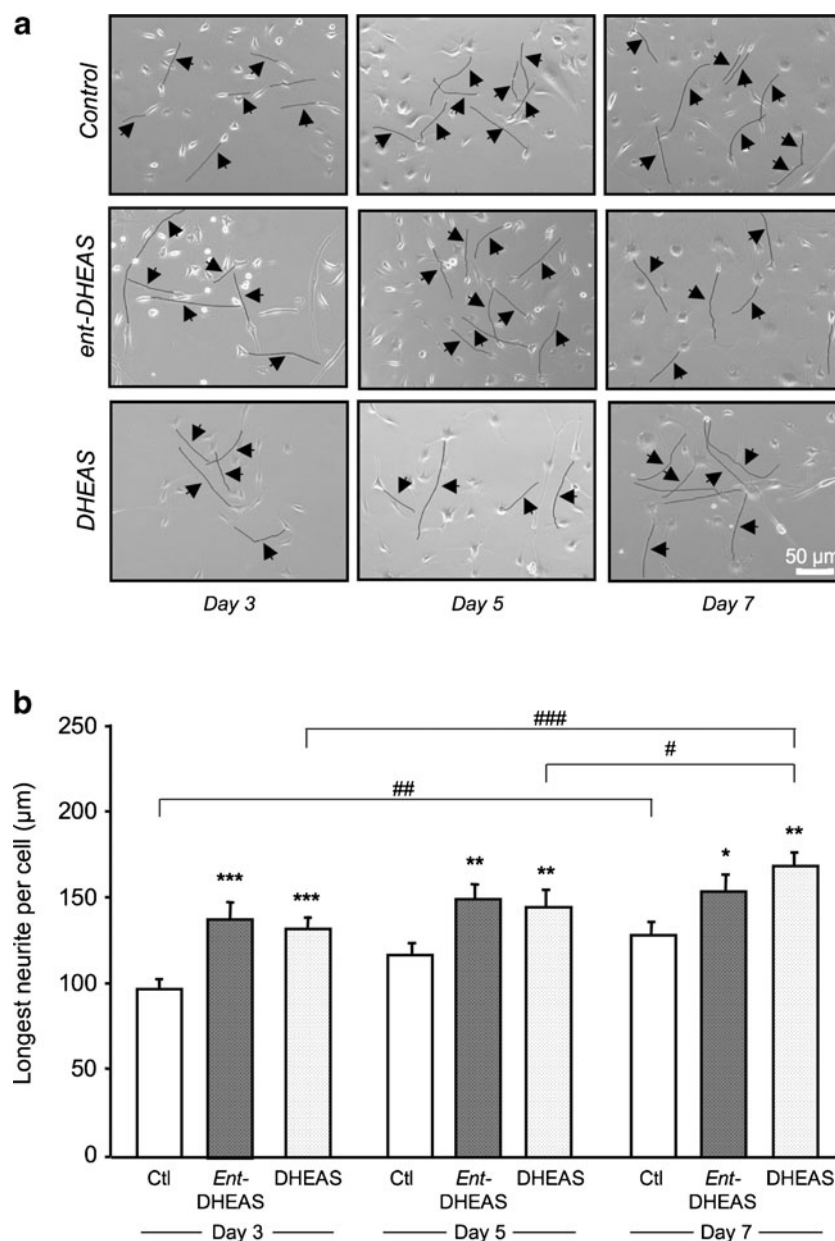 a
Control
ent-DHEAS
DHEAS
50 µm
Day 3
Day 5
Day 7
b
Longest neurite per cell (µm)
250
200
150
100
50
0
###
#
##
***
***
**
**
*
**
Ctl
Ent-
DHEAS
DHEAS
Ctl
Ent-
DHEAS
DHEAS
Ctl
Ent-
DHEAS
DHEAS
Day 3
Day 5
Day 7